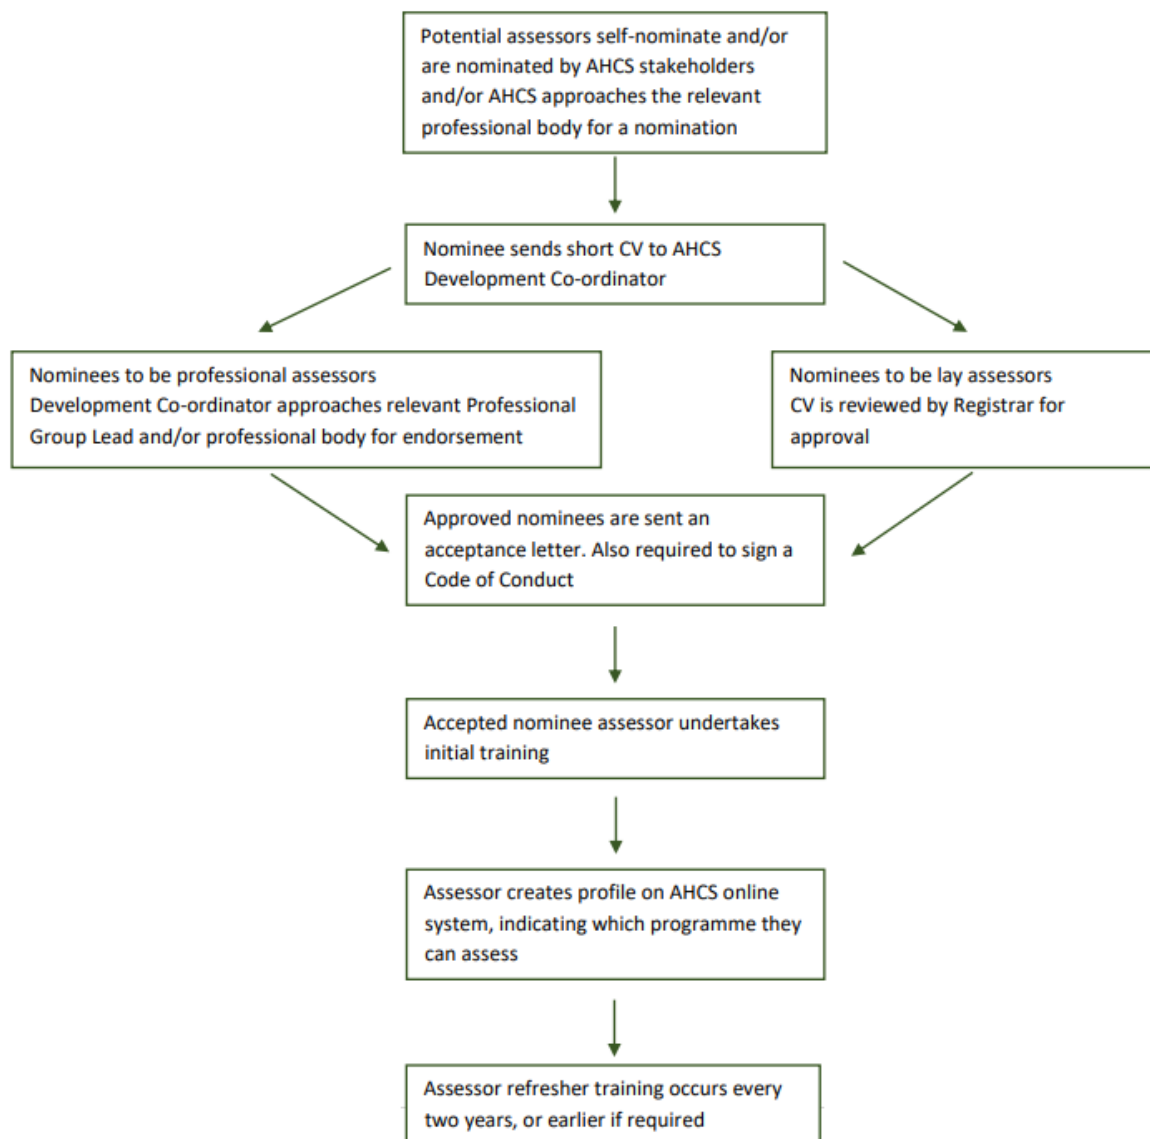 Potential assessors self-nominate and/or
are nominated by AHCS stakeholders
and/or AHCS approaches the relevant
professional body for a nomination
Nominee sends short CV to AHCS
Development Co-ordinator
Nominees to be professional assessors
Development Co-ordinator approaches relevant Professional
Group Lead and/or professional body for endorsement
Nominees to be lay assessors
CV is reviewed by Registrar for
approval
Approved nominees are sent an
acceptance letter. Also required to sign a
Code of Conduct
Accepted nominee assessor undertakes
initial training
Assessor creates profile on AHCS online
system, indicating which programme they
can assess
Assessor refresher training occurs every
two years, or earlier if required